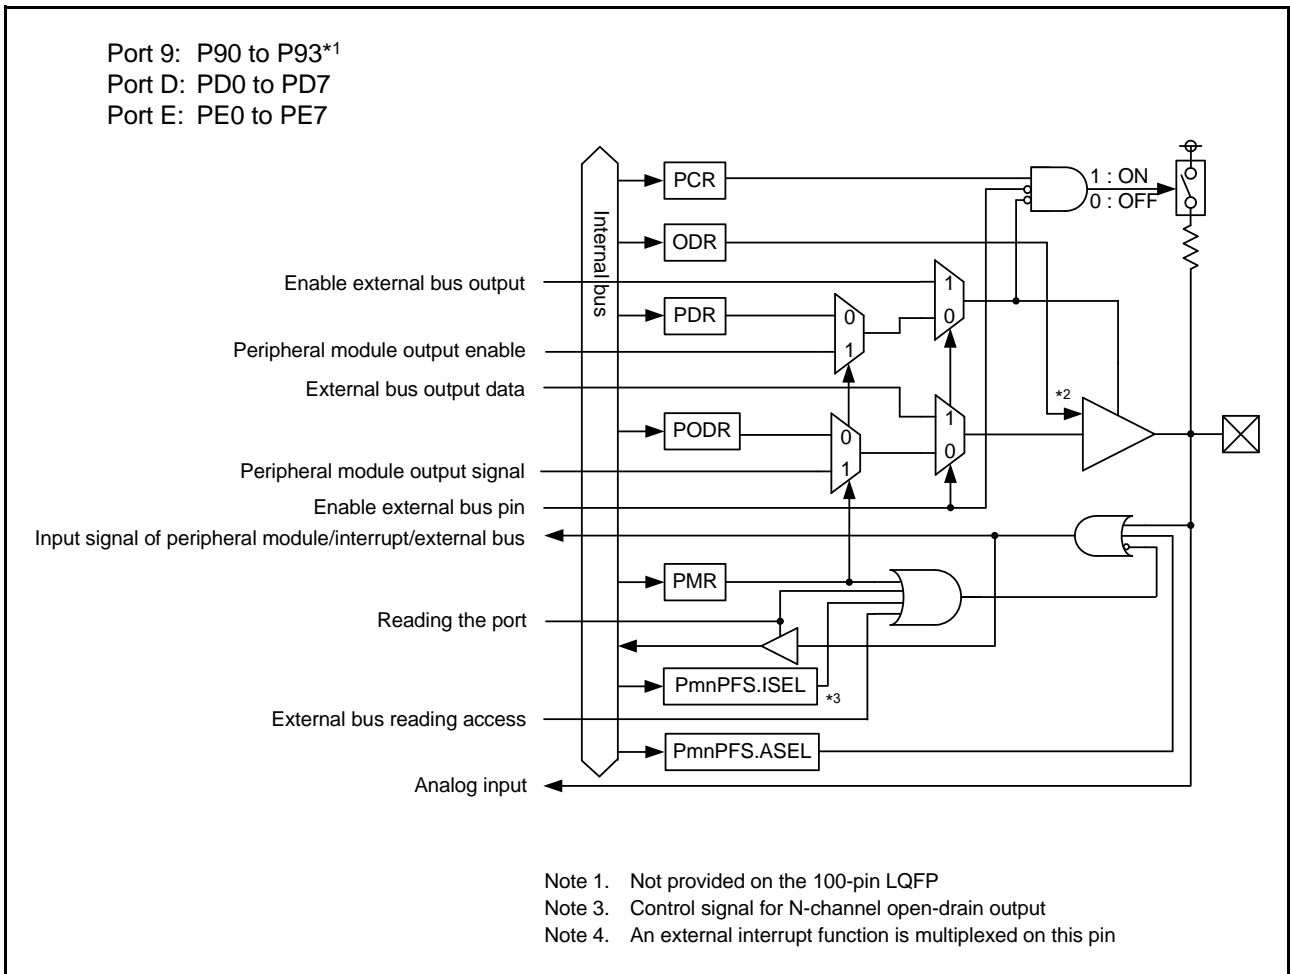 Port 9: P90 to P93*1
Port D: PD0 to PD7
Port E: PE0 to PE7
PCR
1 : ON
0 : OFF
Internal bus
ODR
Enable external bus output
1
PDR
0
0
Peripheral module output enable
1
External bus output data
*2
1
PODR
0
0
Peripheral module output signal
1
Enable external bus pin
Input signal of peripheral module/interrupt/external bus
PMR
Reading the port
PmnPFS.ISEL
*3
External bus reading access
PmnPFS.ASEL
Analog input
Note 1. Not provided on the 100-pin LQFP
Note 3. Control signal for N-channel open-drain output
Note 4. An external interrupt function is multiplexed on this pin